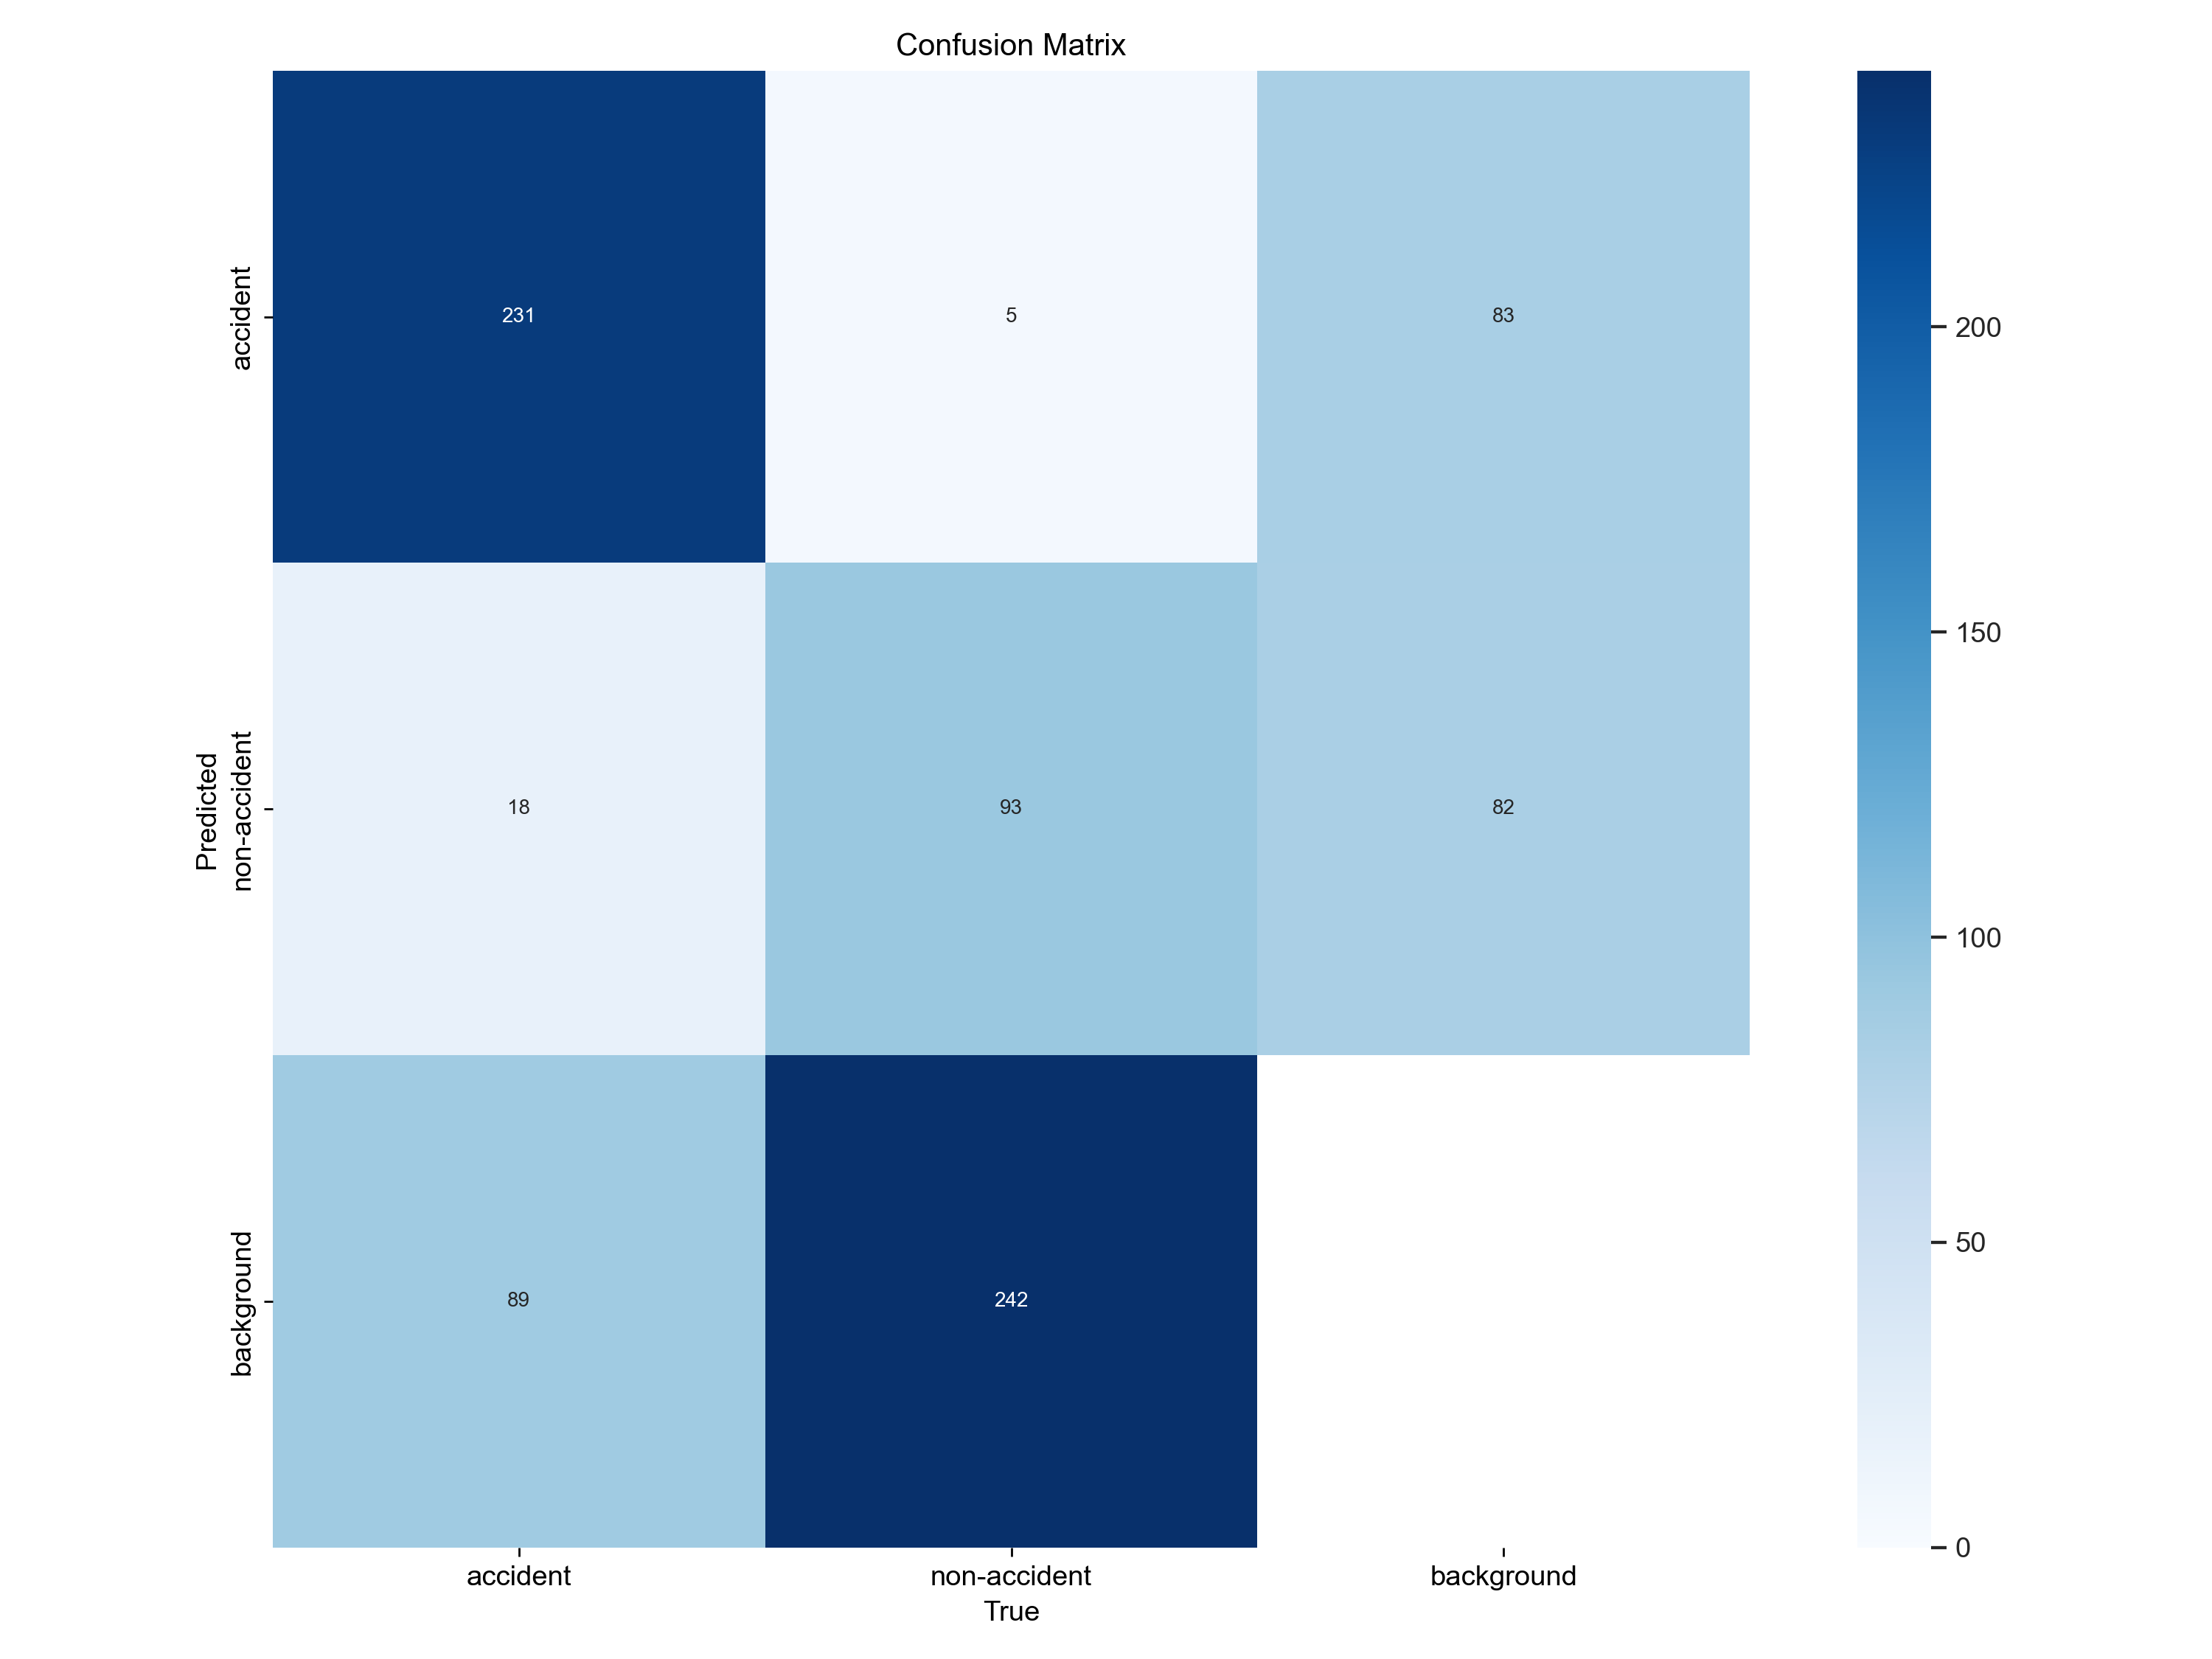 Confusion Matrix
accident
231
5
83
Predicted
non-accident
18
93
82
background
89
242
200
150
100
50
0
accident
non-accident
background
True